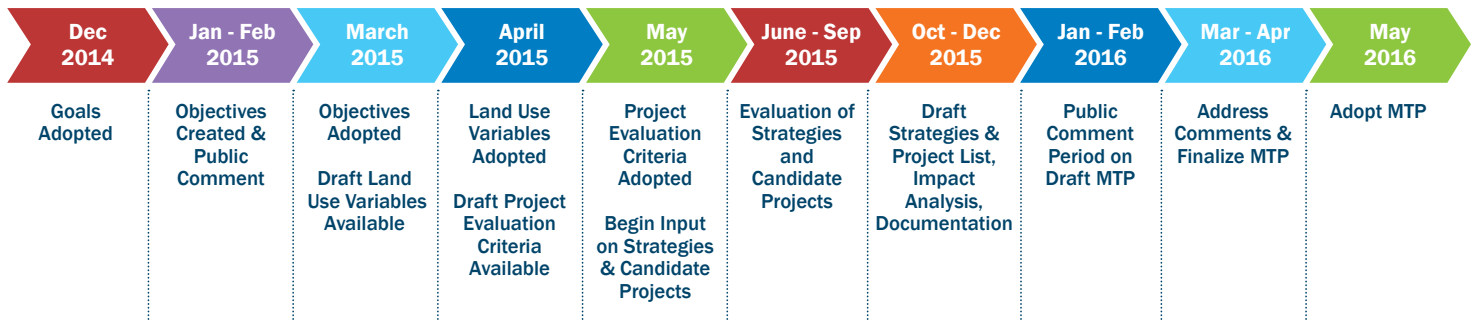 Dec
2014
Jan - Feb
2015
March
2015
April
2015
May
2015
June - Sep
2015
Oct - Dec
2015
Jan - Feb
2016
Mar - Apr
2016
May
2016
Goals
Adopted
Objectives
Created &
Public
Comment
Objectives
Adopted
Draft Land
Use Variables
Available
Land Use
Variables
Adopted
Draft Project
Evaluation
Criteria
Available
Project
Evaluation
Criteria
Adopted
Begin Input
on Strategies
& Candidate
Projects
Evaluation of
Strategies
and
Candidate
Projects
Draft
Strategies &
Project List,
Impact
Analysis,
Documentation
Public
Comment
Period on
Draft MTP
Address
Comments &
Finalize MTP
Adopt MTP